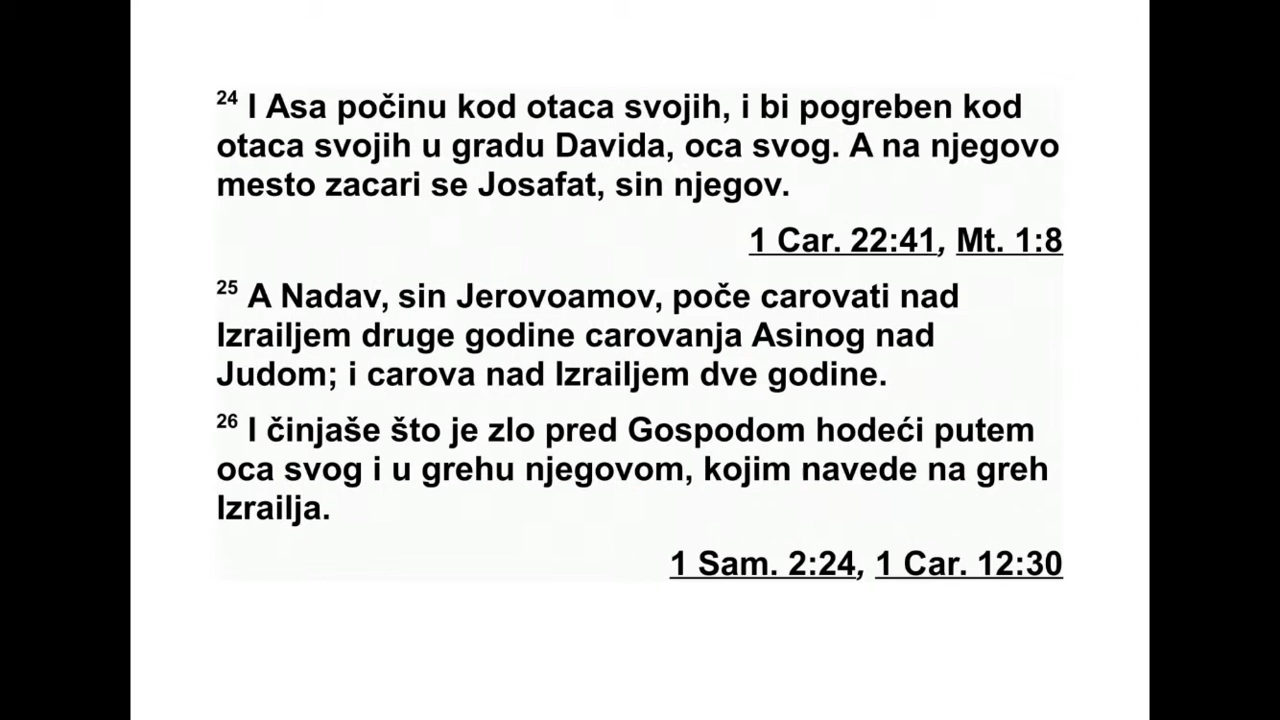 24 I Asa počinu kod otaca svojih, i bi pogreben kod
otaca svojih u gradu Davida, oca svog. A na njegovo
mesto zacari se Josafat, sin njegov.
1 Car. 22:41, Mt. 1:8
25 A Nadav, sin Jerovoamov, poče carovati nad
Izrailjem druge godine carovanja Asinog nad
Judom; i carova nad Izrailjem dve godine.
26 I činjaše što je zlo pred Gospodom hodeći putem
oca svog i u grehu njegovom, kojim navede na greh
Izrailja.
1 Sam. 2:24, 1 Car. 12:30